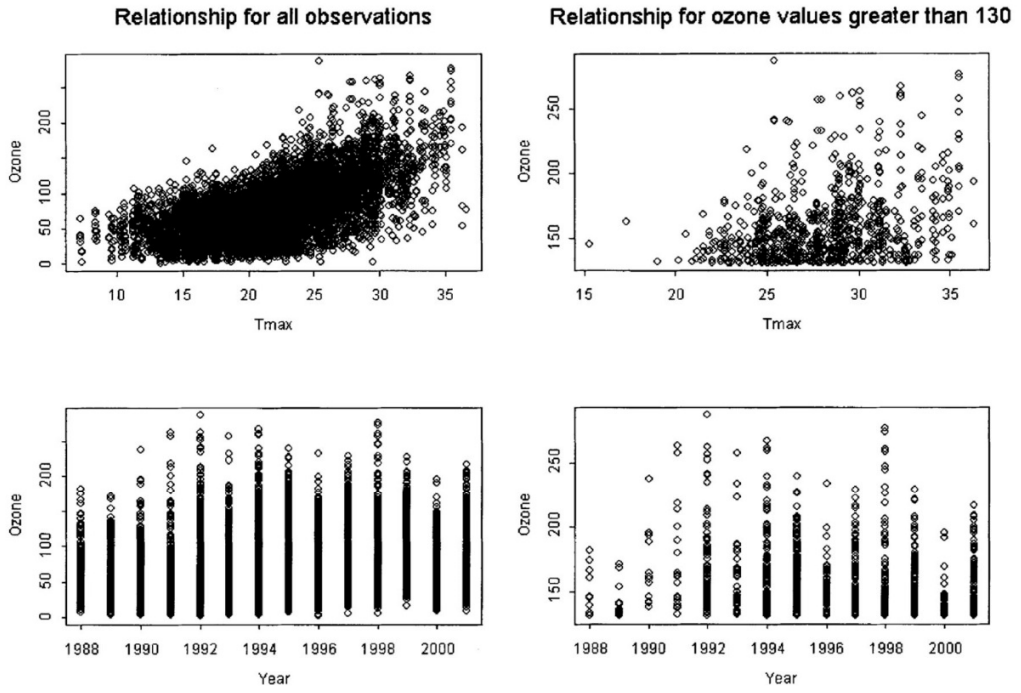 Relationship for all observations
Relationship for ozone values greater than 130
Ozone
0 50 100 200
10 15 20 25 30 35
Tmax
Ozone
150 200 250
15 20 25 30 35
Tmax
Ozone
0 50 100 200
1988 1990 1992 1994 1996 1998 2000
Year
Ozone
150 200 250
1988 1990 1992 1994 1996 1998 2000
Year